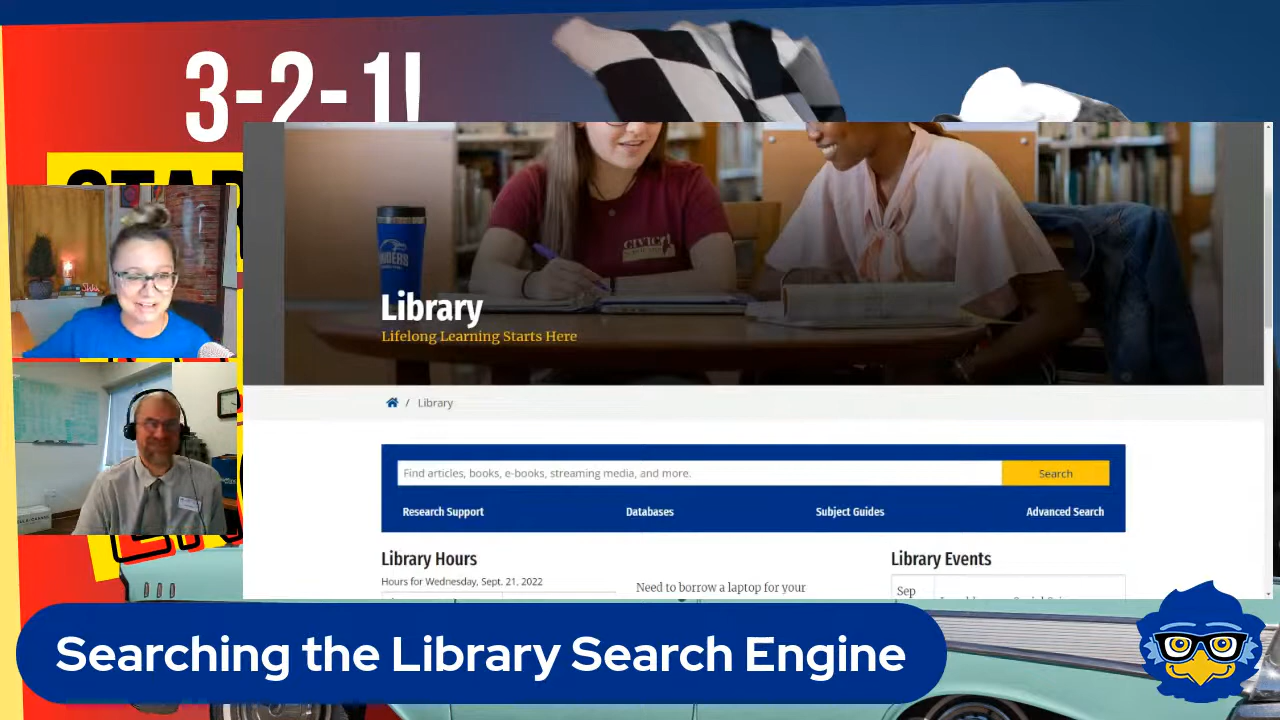 3-2-1!
Library
Lifelong Learning Starts Here
/ Library
Find articles, books, e-books, streaming media, and more.
Search
Research Support
Databases
Subject Guides
Advanced Search
Library Hours
Hours for Wednesday, Sept. 21, 2022
Need to borrow a laptop for your
Library Events
Sep
Searching the Library Search Engine